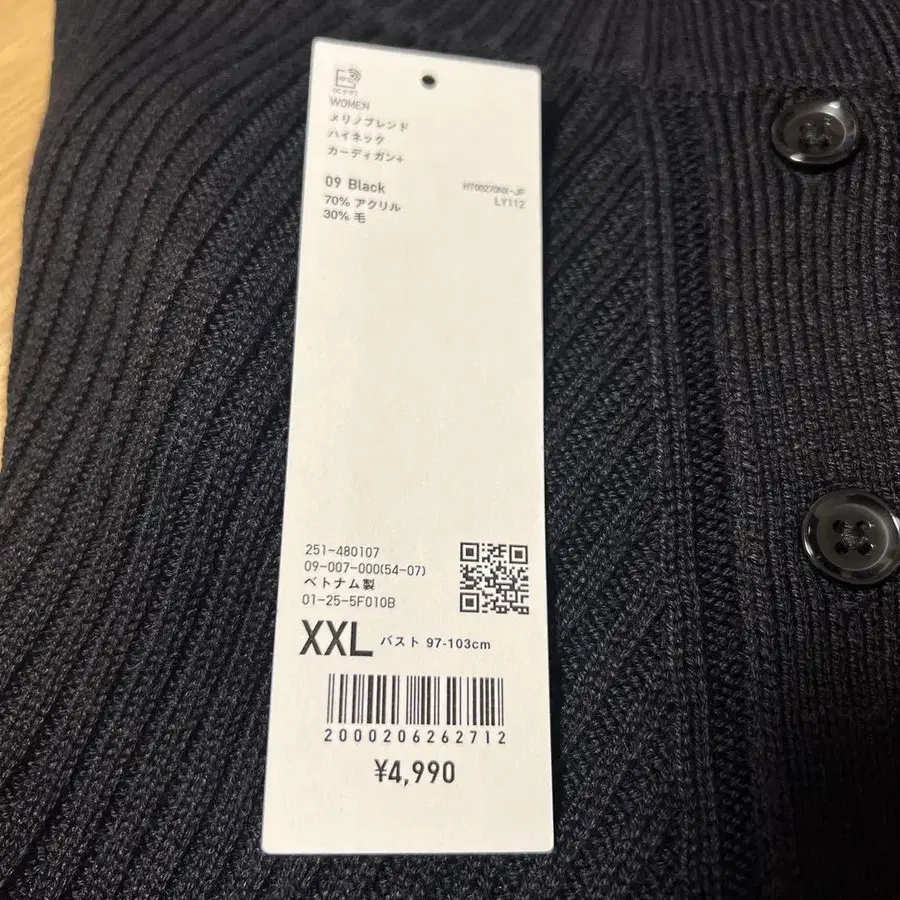 WOMEN
メリノブレンド
ハイネック
カーディガン+
09 Black
70% アクリル
30% 毛
H700270NX-JP
LY112
251-480107
09-007-000(54-07)
ベトナム製
01-25-5F010B
XXL バスト 97-103cm
2000206262712
¥4,990